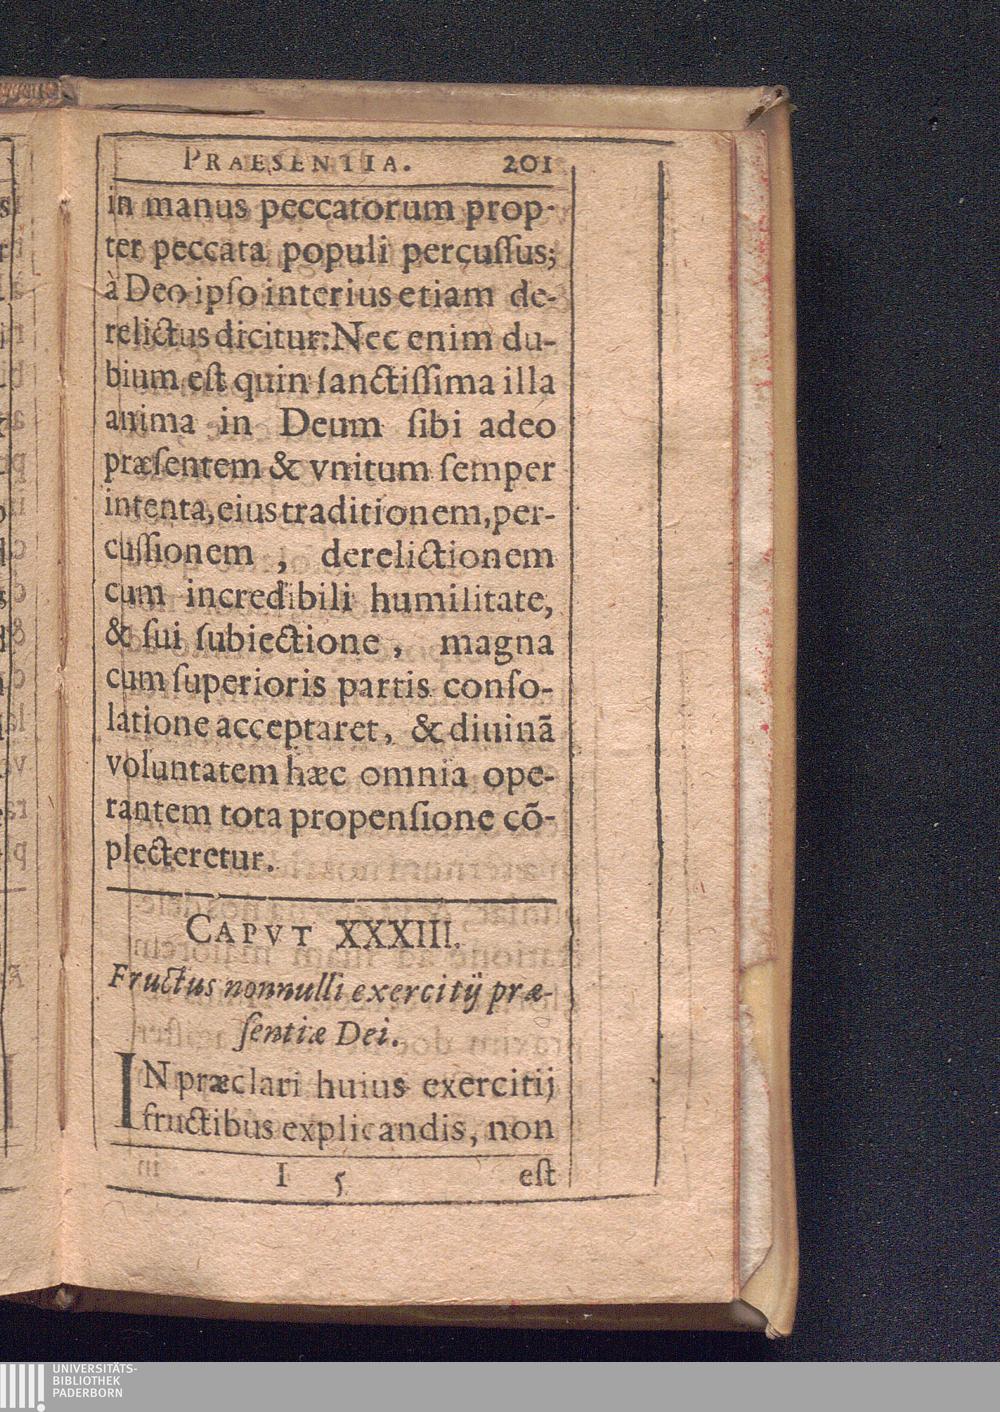 PRAESENTIA. 201
in manus peccatorum prop-
ter peccata populi percuſſus;
à Deo ipſo interius etiam de-
relictus dicitur: Nec enim du-
bium eſt quin ſanctiſſima illa
anima in Deum ſibi adeo
præſentem & vnitum ſemper
intenta, eius traditionem, per-
cuſſionem, derelictionem
cum incredibili humilitate,
& ſui ſubiectione, magna
cum ſuperioris partis conſo-
latione acceptaret, & diuinã
voluntatem hæc omnia ope-
rantem tota propenſione cõ-
plecteretur.
CAPVT XXXIII.
Fructus nonnulli exercitij præ-
ſentiæ Dei.
IN præclari huius exercitij
fructibus explicandis, non
I 5 eſt
UNIVERSITÄTS-
BIBLIOTHEK
PADERBORN